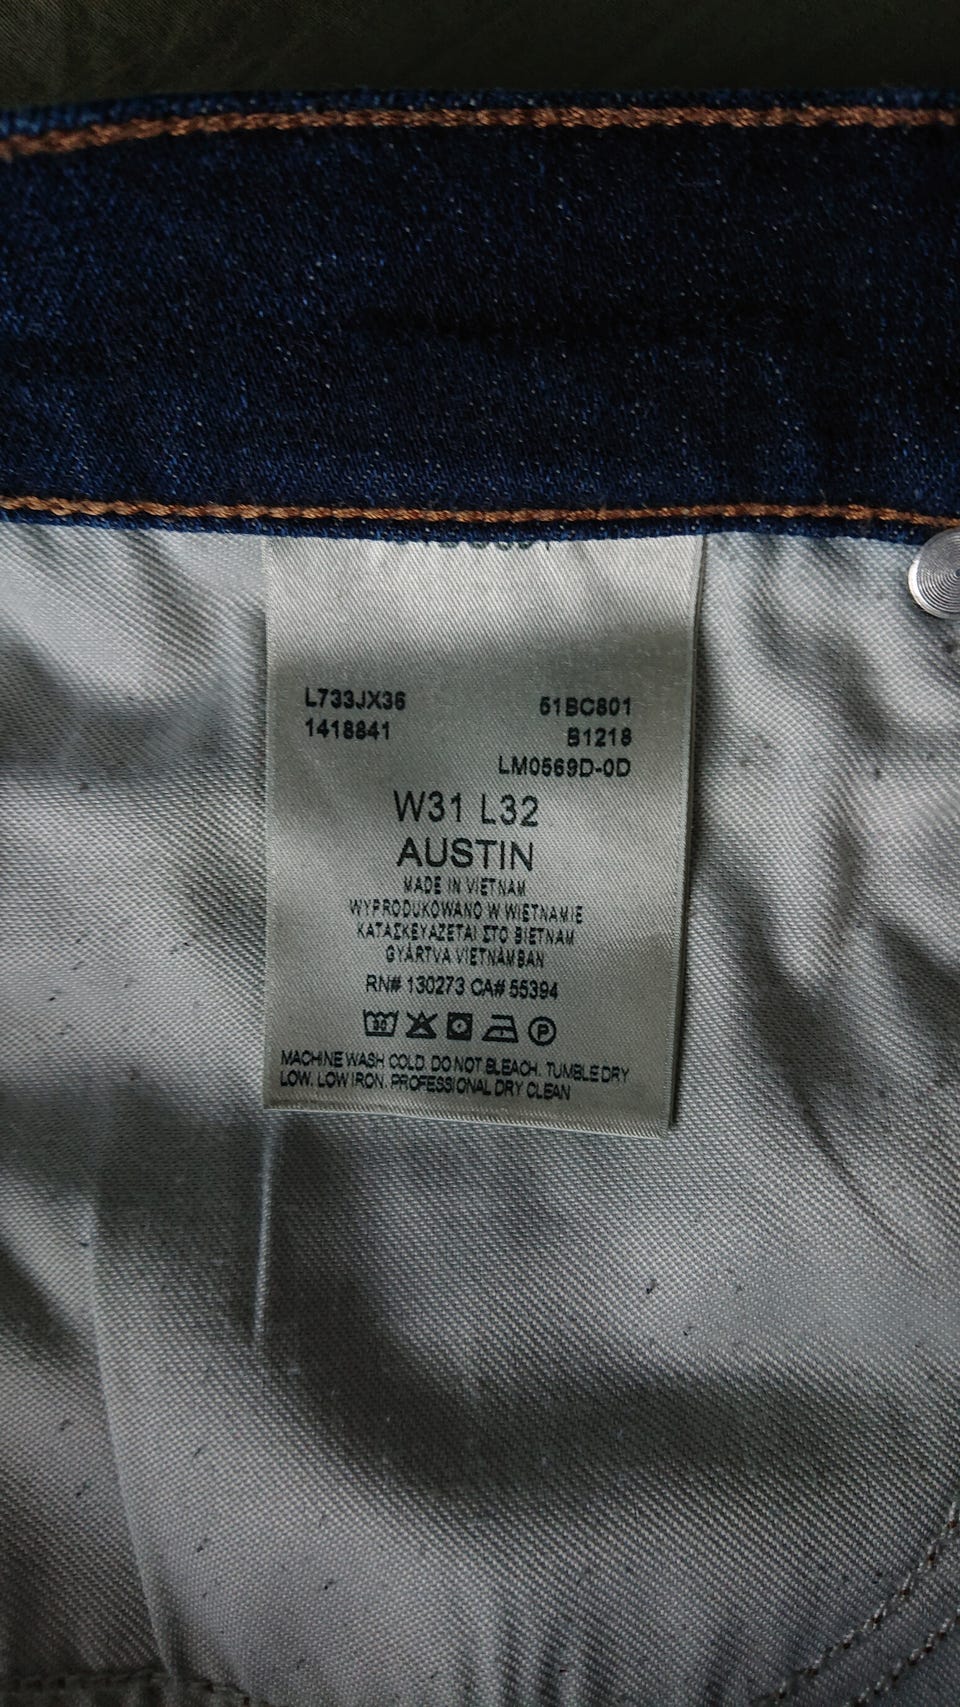 L733JX36
1418841
51BC801
B1218
LM0569D-0D
W31 L32
AUSTIN
MADE IN VIETNAM
WYPRODUKOWANO W WIETNAMIE
ΚΑΤΑΣΚΕΥΑΖΕΤΑΙ ΣΤΟ ΒΙΕΤΝΑΜ
GYÁRTVA VIETNÁMBAN
RN# 130273 CA# 55394
30 P
MACHINE WASH COLD. DO NOT BLEACH. TUMBLE DRY
LOW. LOW IRON. PROFESSIONAL DRY CLEAN